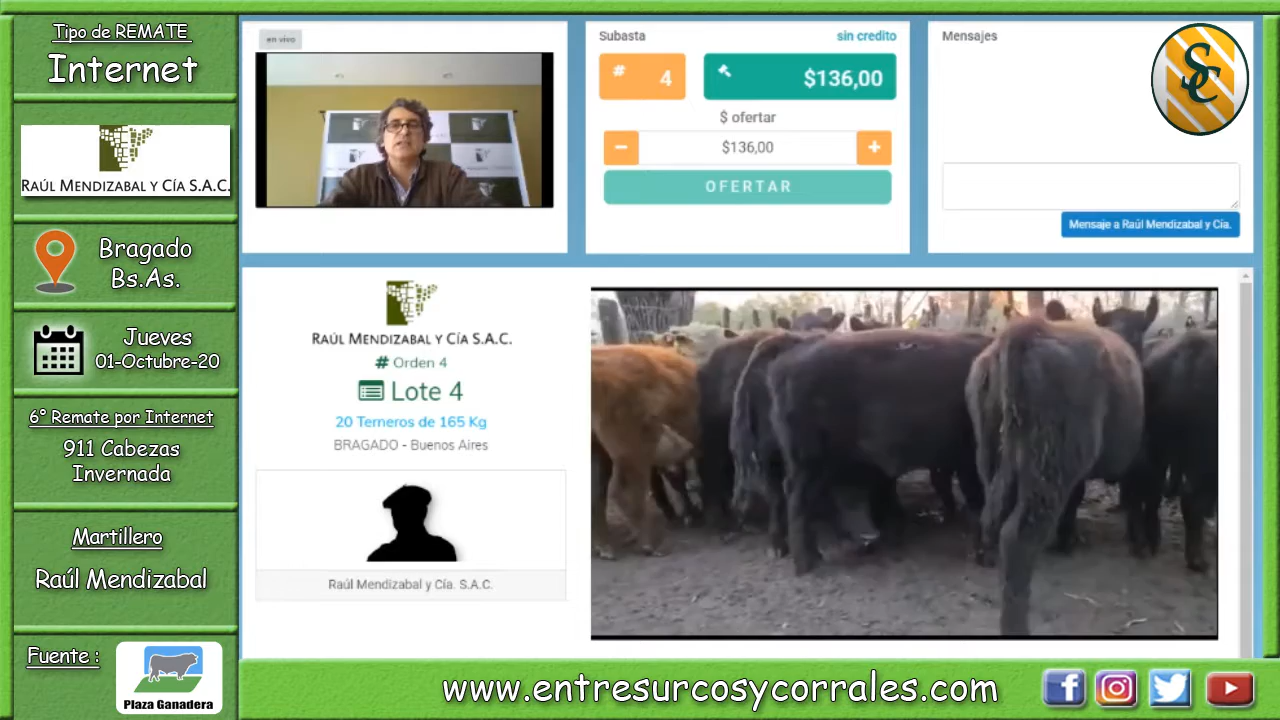 Tipo de REMATE
Internet
RAÚL MENDIZABAL Y CÍA S.A.C.
Bragado
Bs.As.
Jueves
01-Octubre-20
6º Remate por Internet
911 Cabezas
Invernada
Martillero
Raúl Mendizabal
Fuente :
Plaza Ganadera
en vivo
Subasta
sin credito
# 4
$136,00
$ ofertar
− $136,00 +
OFERTAR
Mensajes
SC
Mensaje a Raúl Mendizabal y Cía.
RAÚL MENDIZABAL Y CÍA S.A.C.
# Orden 4
Lote 4
20 Terneros de 165 Kg
BRAGADO - Buenos Aires
Raúl Mendizabal y Cía. S.A.C.
www.entresurcosycorrales.com